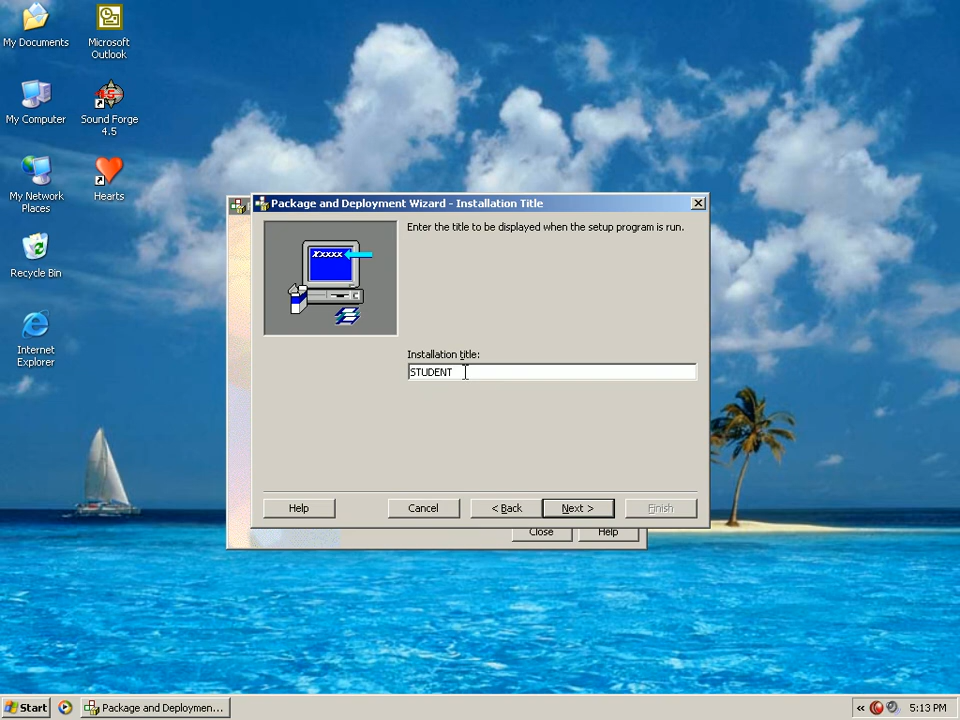 My Documents
Microsoft
Outlook
My Computer
Sound Forge
4.5
My Network
Places
Hearts
Recycle Bin
Internet
Explorer
Package and Deployment Wizard - Installation Title
Enter the title to be displayed when the setup program is run.
Xxxxx
Installation title:
STUDENT
Help
Cancel
< Back
Next >
Finish
Close
Help
Start
Package and Deploymen...
«
5:13 PM